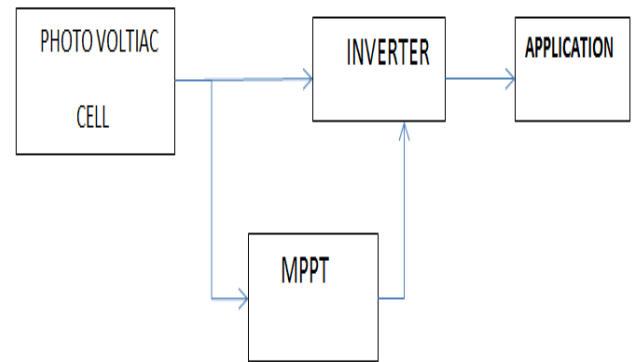 PHOTO VOLTIAC
CELL
INVERTER
APPLICATION
MPPT